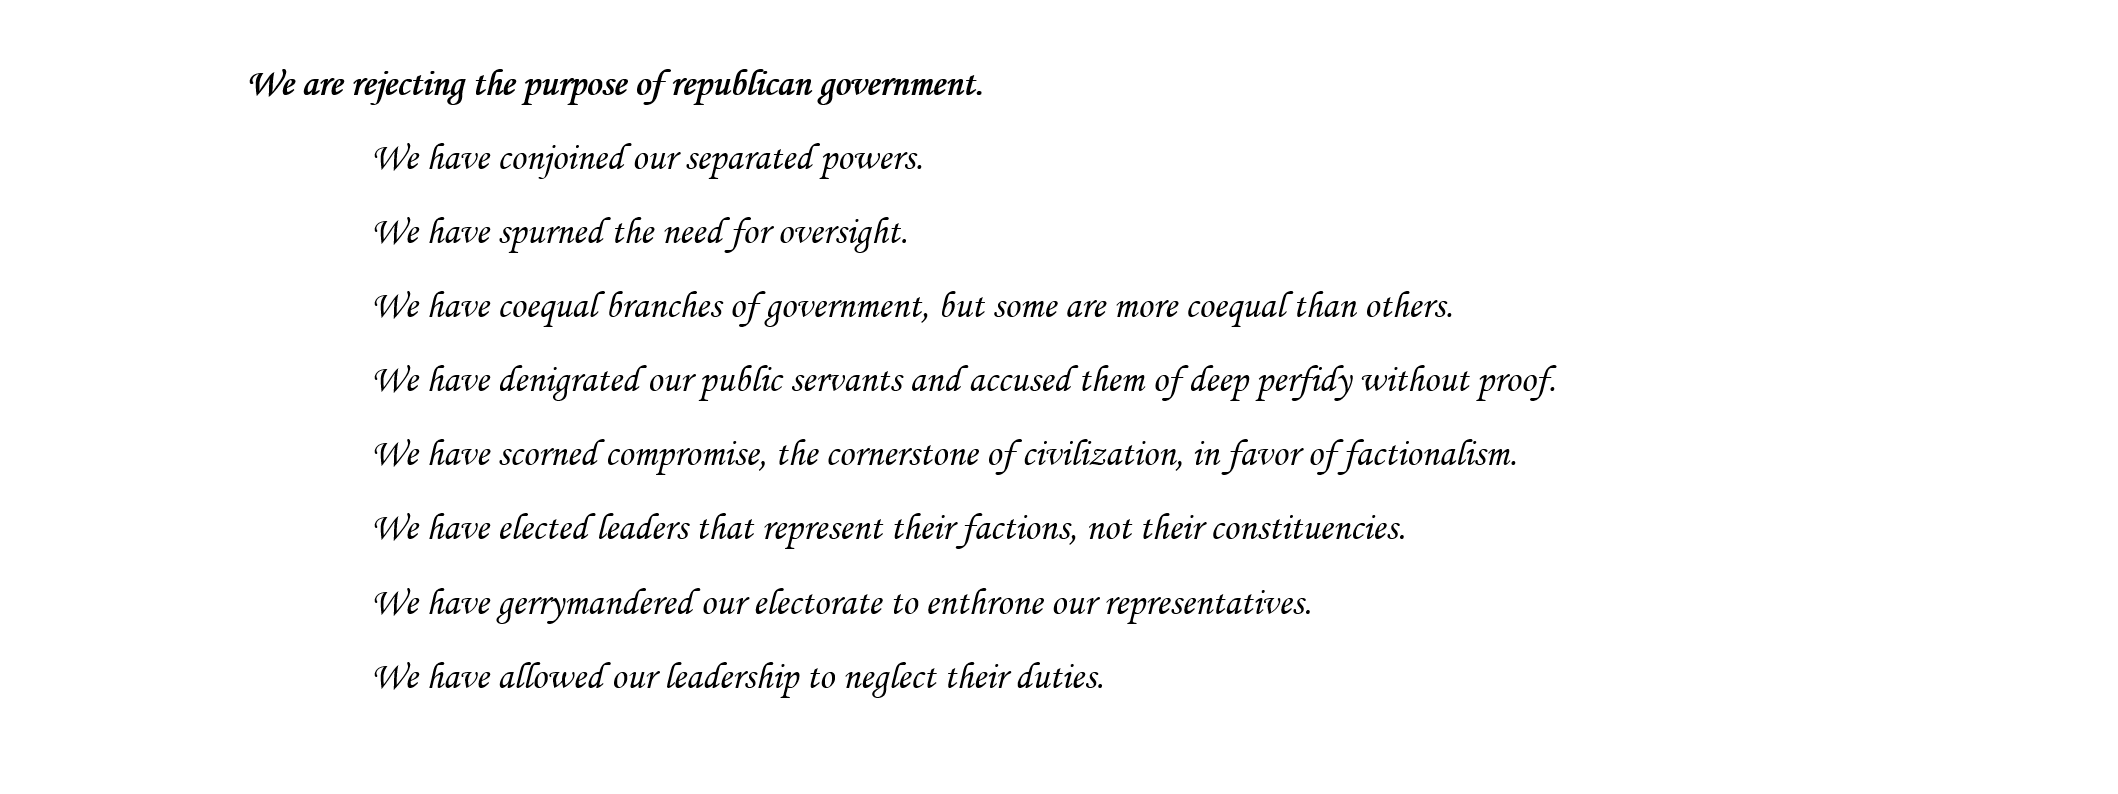 We are rejecting the purpose of republican government.
We have conjoined our separated powers.
We have spurned the need for oversight.
We have coequal branches of government, but some are more coequal than others.
We have denigrated our public servants and accused them of deep perfidy without proof.
We have scorned compromise, the cornerstone of civilization, in favor of factionalism.
We have elected leaders that represent their factions, not their constituencies.
We have gerrymandered our electorate to enthrone our representatives.
We have allowed our leadership to neglect their duties.